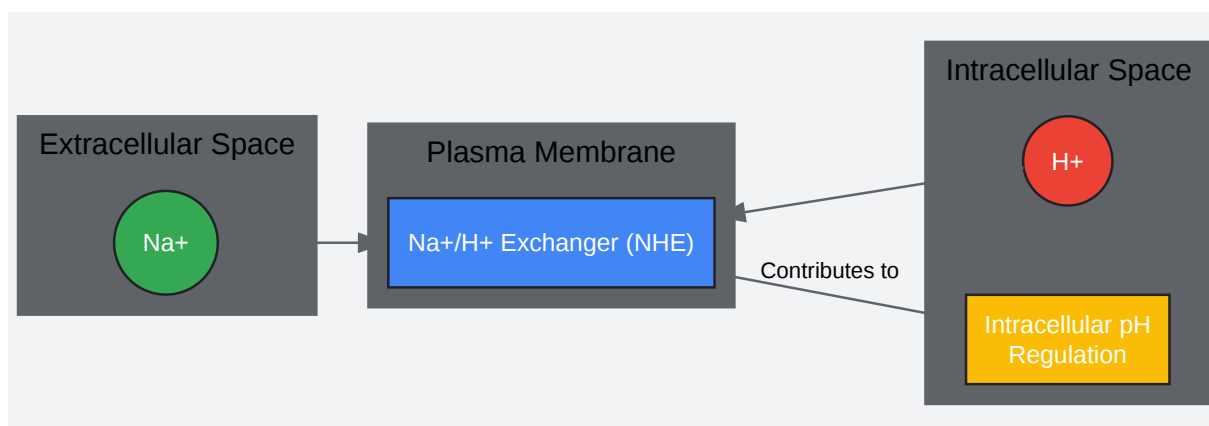 Extracellular Space
Na+
Plasma Membrane
Na+/H+ Exchanger (NHE)
Contributes to
Intracellular Space
H+
Intracellular pH
Regulation